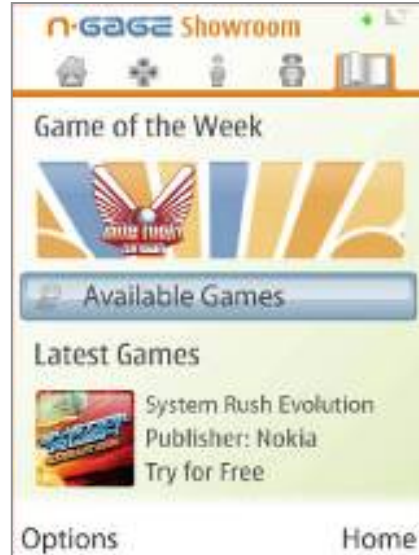 N·GAGE Showroom
Game of the Week
Available Games
Latest Games
System Rush Evolution
Publisher: Nokia
Try for Free
Options
Home